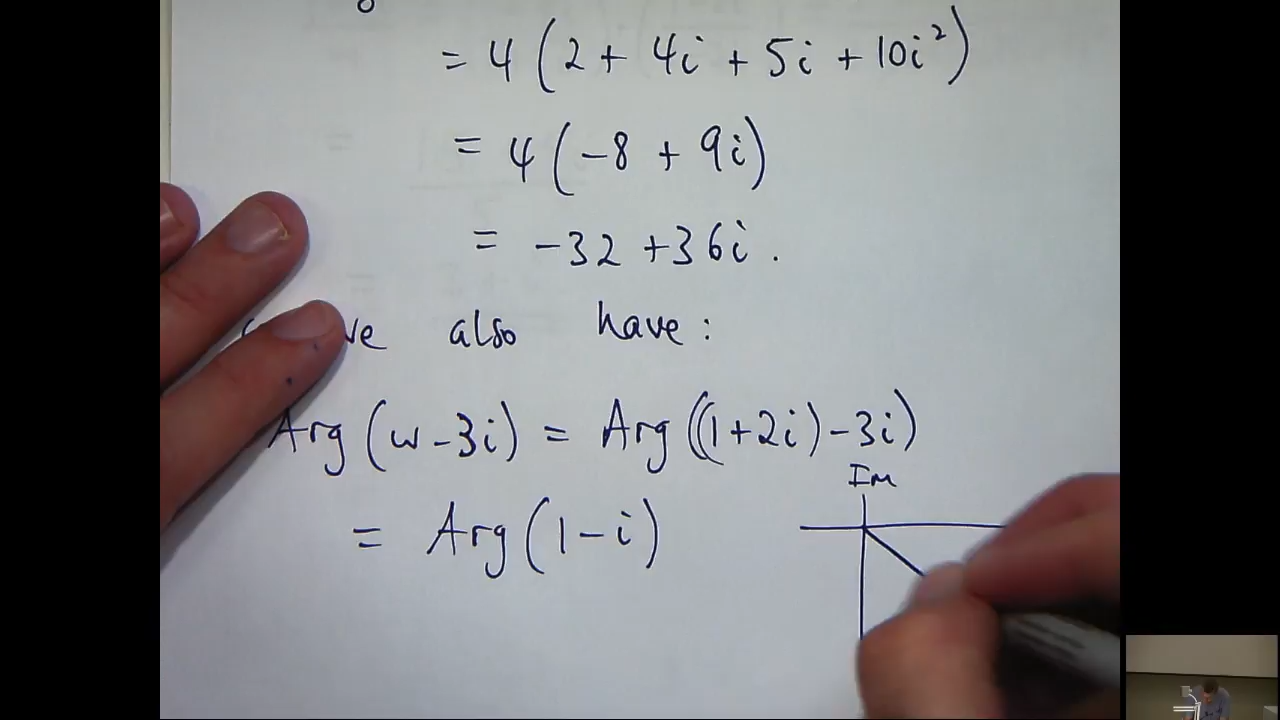 = 4 (2 + 4i + 5i + 10i²)
= 4 (-8 + 9i)
= -32 + 36i .
also have :
Arg (w - 3i) = Arg ((1 + 2i) - 3i)
Im
= Arg (1 - i)